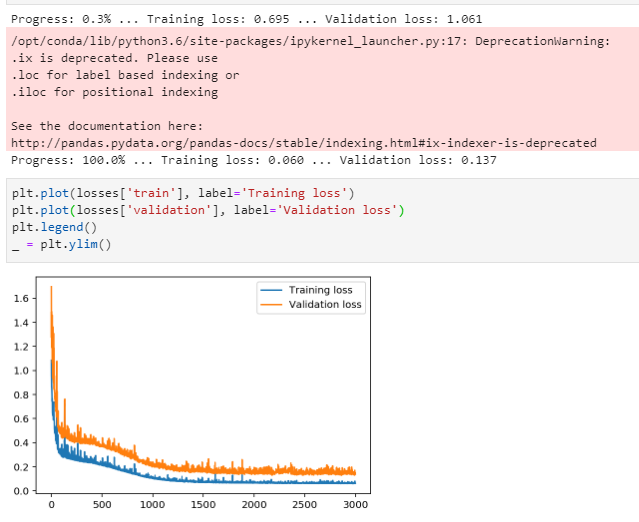 Progress: 0.3% ... Training loss: 0.695 ... Validation loss: 1.061
/opt/conda/lib/python3.6/site-packages/ipykernel_launcher.py:17: DeprecationWarning:
.ix is deprecated. Please use
.loc for label based indexing or
.iloc for positional indexing
See the documentation here:
http://pandas.pydata.org/pandas-docs/stable/indexing.html#ix-indexer-is-deprecated
Progress: 100.0% ... Training loss: 0.060 ... Validation loss: 0.137
plt.plot(losses['train'], label='Training loss')
plt.plot(losses['validation'], label='Validation loss')
plt.legend()
_ = plt.ylim()
Training loss
Validation loss
1.6
1.4
1.2
1.0
0.8
0.6
0.4
0.2
0.0
0 500 1000 1500 2000 2500 3000